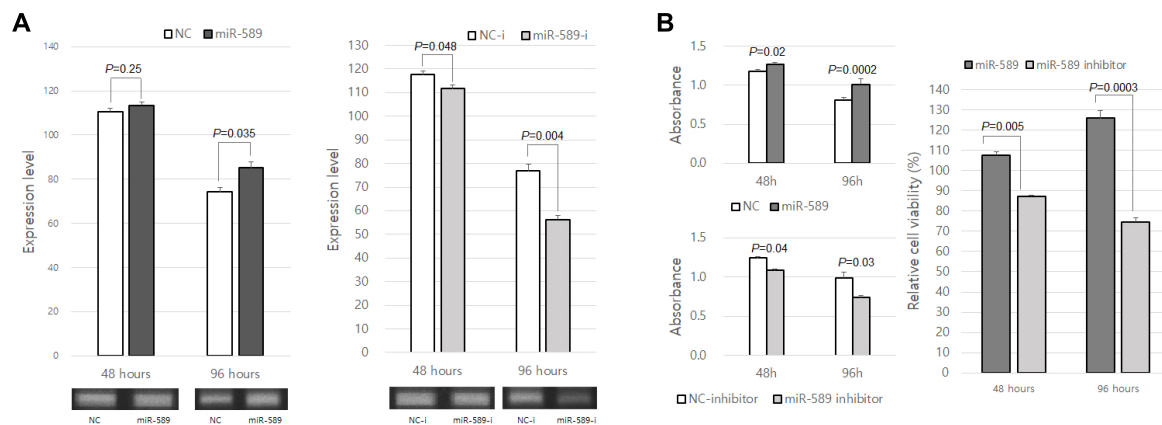 A
NC miR-589
140
120
100
80
60
40
20
0
Expression level
P=0.25
P=0.035
48 hours 96 hours
NC miR-589 NC miR-589
NC-i miR-589-i
130
120
110
100
90
80
70
60
50
40
30
20
10
0
Expression level
P=0.048
P=0.004
48 hours 96 hours
NC-i miR-589-i NC-i miR-589-i
B
1.5
1.0
0.5
0.0
Absorbance
P=0.02
P=0.0002
48h 96h
NC miR-589
1.5
1.0
0.5
0.0
Absorbance
P=0.04
P=0.03
48h 96h
NC-inhibitor miR-589 inhibitor
miR-589 miR-589 inhibitor
140
130
120
110
100
90
80
70
60
50
40
30
20
10
0
Relative cell viability (%)
P=0.005
P=0.0003
48 hours 96 hours